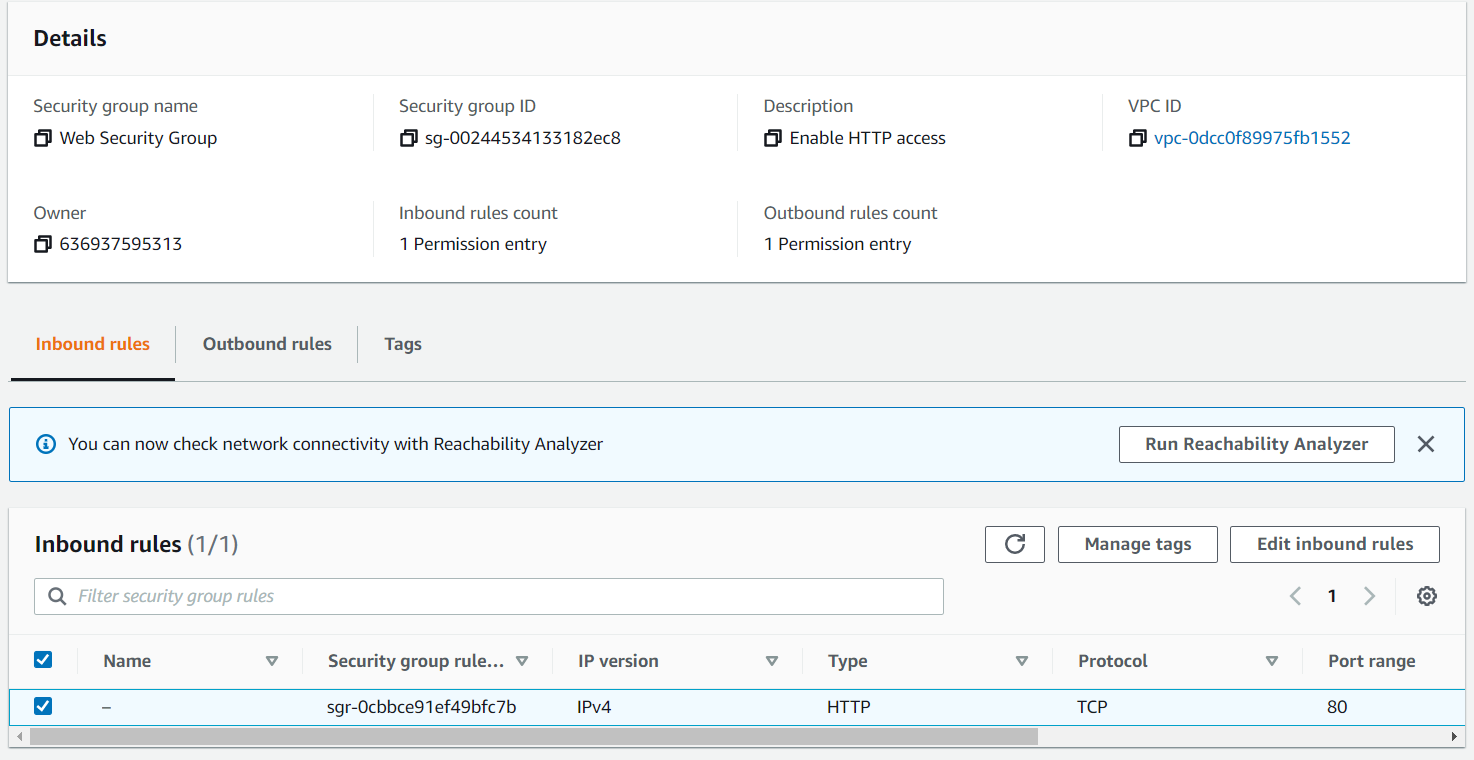 Details
Security group name
Security group ID
Description
VPC ID
Web Security Group
sg-00244534133182ec8
Enable HTTP access
vpc-0dcc0f89975fb1552
Owner
Inbound rules count
Outbound rules count
636937595313
1 Permission entry
1 Permission entry
Inbound rules
Outbound rules
Tags
You can now check network connectivity with Reachability Analyzer
Run Reachability Analyzer
Inbound rules (1/1)
Manage tags
Edit inbound rules
Filter security group rules
1
Name
Security group rule...
IP version
Type
Protocol
Port range
–
sgr-0cbbce91ef49bfc7b
IPv4
HTTP
TCP
80